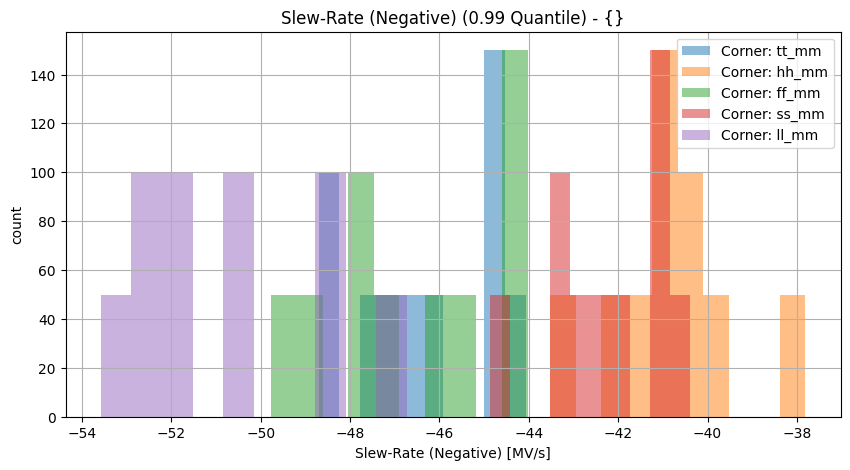 Slew-Rate (Negative) (0.99 Quantile) - {}
Corner: tt_mm
Corner: hh_mm
Corner: ff_mm
Corner: ss_mm
Corner: ll_mm
140
120
100
80
60
40
20
0
count
−54
−52
−50
−48
−46
−44
−42
−40
−38
Slew-Rate (Negative) [MV/s]